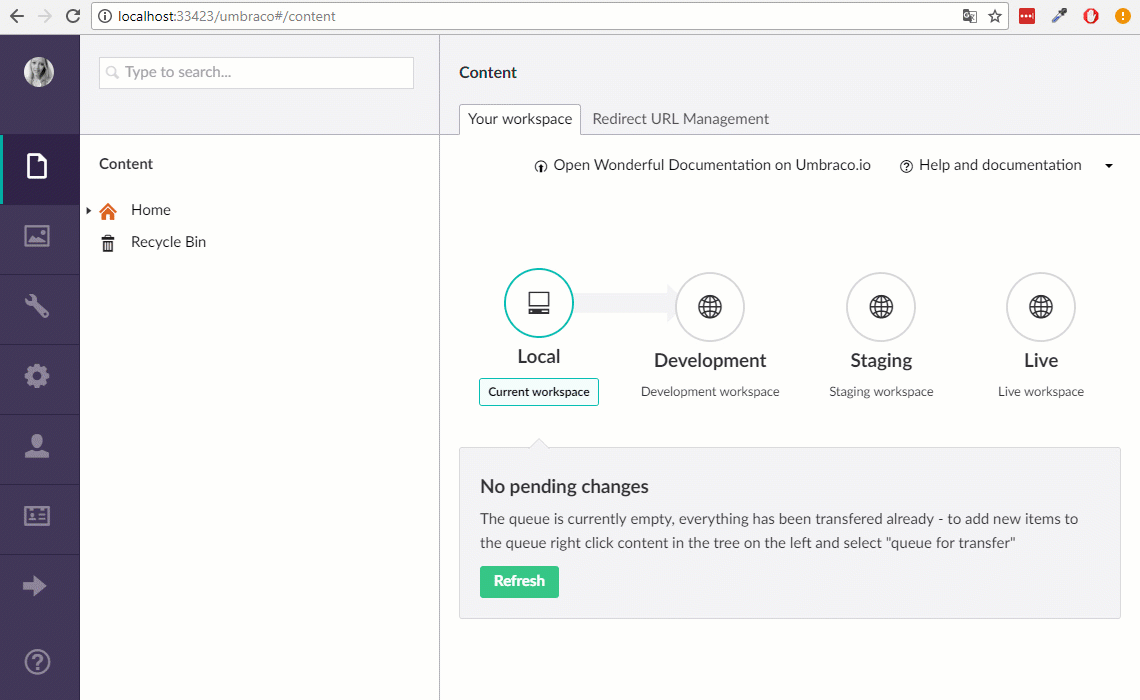 localhost:33423/umbraco#/content
Type to search...
Content
Your workspace
Redirect URL Management
Content
Open Wonderful Documentation on Umbraco.io
Help and documentation
Home
Recycle Bin
Local
Development
Staging
Live
Current workspace
Development workspace
Staging workspace
Live workspace
No pending changes
The queue is currently empty, everything has been transfered already - to add new items to
the queue right click content in the tree on the left and select "queue for transfer"
Refresh